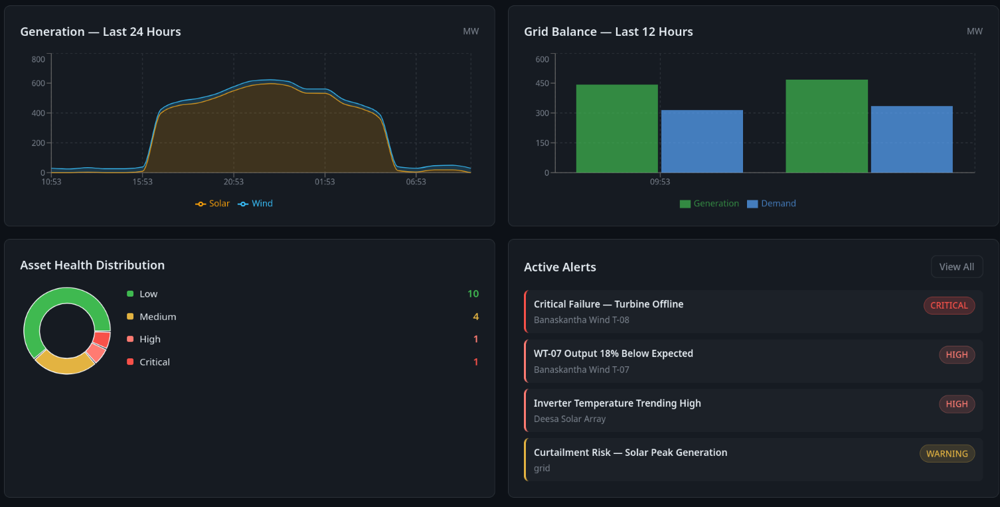 Generation — Last 24 Hours
MW
800
600
400
200
0
10:53 15:53 20:53 01:53 06:53
Solar Wind
Grid Balance — Last 12 Hours
MW
600
450
300
150
0
09:53
Generation Demand
Asset Health Distribution
Low 10
Medium 4
High 1
Critical 1
Active Alerts
View All
Critical Failure — Turbine Offline
CRITICAL
Banaskantha Wind T-08
WT-07 Output 18% Below Expected
HIGH
Banaskantha Wind T-07
Inverter Temperature Trending High
HIGH
Deesa Solar Array
Curtailment Risk — Solar Peak Generation
WARNING
grid